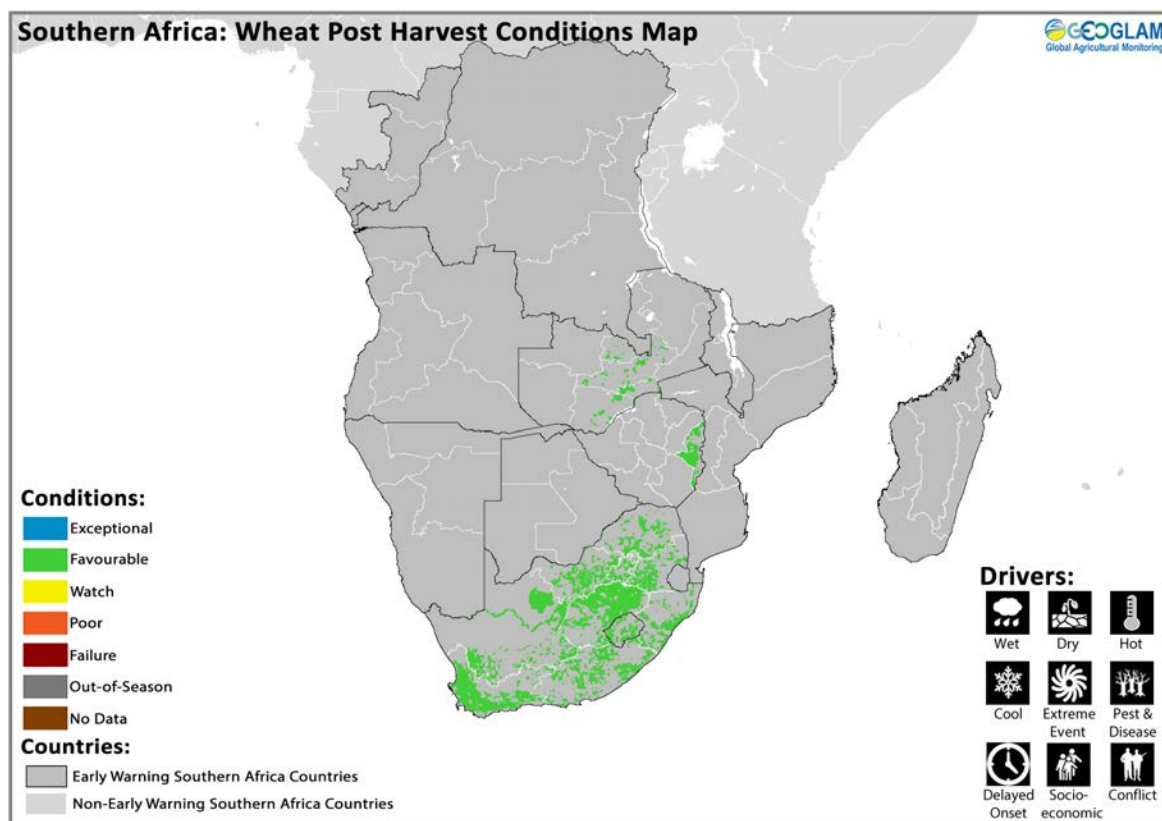 Southern Africa: Wheat Post Harvest Conditions Map
GEOGLAM
Global Agricultural Monitoring
Conditions:
Exceptional
Favourable
Watch
Poor
Failure
Out-of-Season
No Data
Countries:
Early Warning Southern Africa Countries
Non-Early Warning Southern Africa Countries
Drivers:
Wet
Dry
Hot
Cool
Extreme
Event
Pest &
Disease
Delayed
Onset
Socio-
economic
Conflict